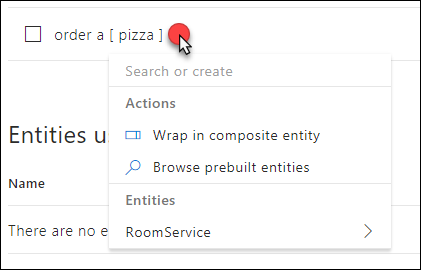 order a [ pizza ]
Search or create
Actions
Entities u
Wrap in composite entity
Browse prebuilt entities
Name
Entities
There are no e
RoomService